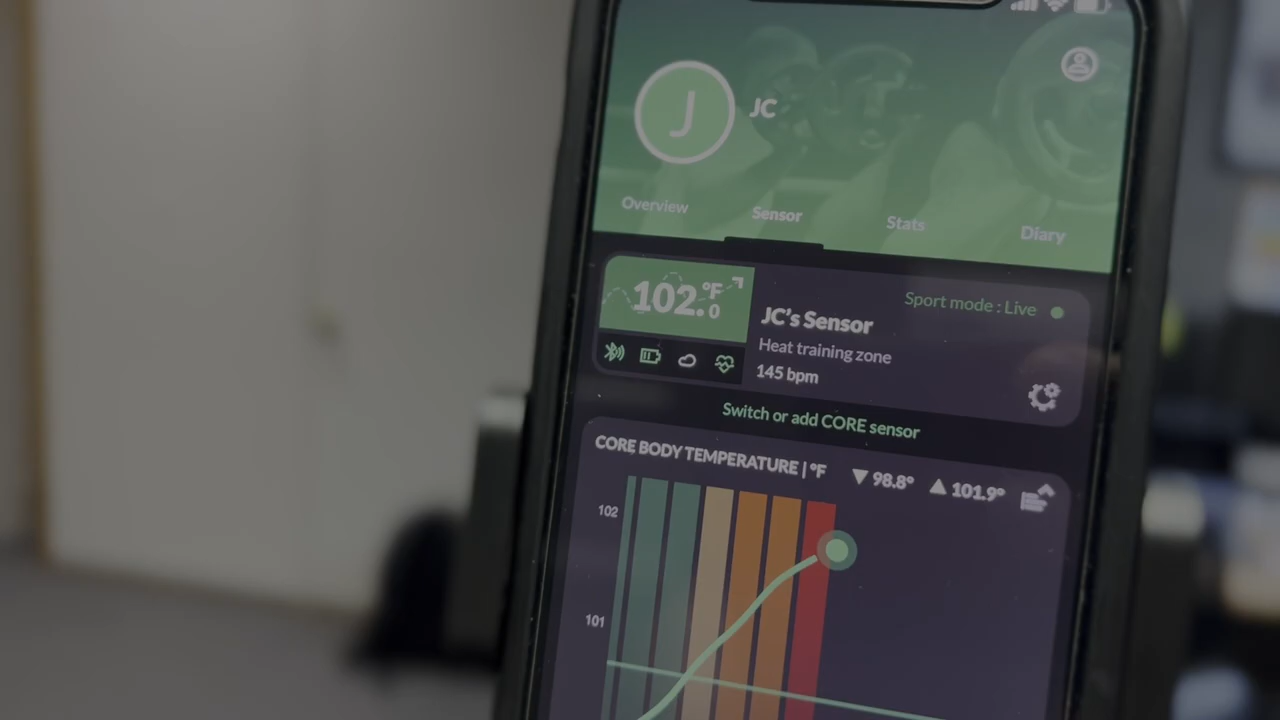 J
JC
Overview
Sensor
Stats
Diary
102.0 °F
JC's Sensor
Sport mode : Live
Heat training zone
145 bpm
Switch or add CORE sensor
CORE BODY TEMPERATURE | °F
▼ 98.8° ▲ 101.9°
102
101